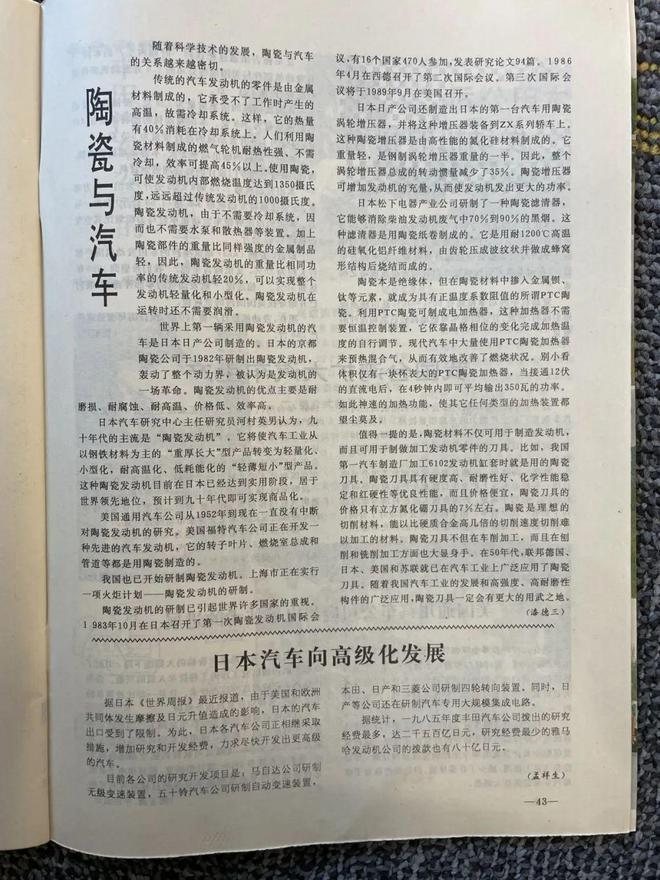 陶瓷与汽车
随着科学技术的发展，陶瓷与汽车
的关系越来越密切。
传统的汽车发动机的零件是由金属
材料制成的，它承受不了工作时产生的
高温，故需冷却系统。这样，它的热量
有40%消耗在冷却系统上。人们利用陶
瓷材料制成的燃气轮机耐热性强、不需
冷却，效率可提高45%以上。使用陶瓷，
可使发动机内部燃烧温度达到1350摄氏
度，远远超过传统发动机的1000摄氏度。
陶瓷发动机，由于不需要冷却系统，因
而也不需要水泵和散热器等装置。加上
陶瓷部件的重量比同样强度的金属制品
轻，因此，陶瓷发动机的重量比相同功
率的传统发动机轻20%，可以实现整个
发动机轻量化和小型化。陶瓷发动机在
运转时还不需要润滑。
世界上第一辆采用陶瓷发动机的汽
车是日本日产公司制造的。日本的京都
陶瓷公司于1982年研制出陶瓷发动机，
轰动了整个动力界，被认为是发动机的
一场革命。陶瓷发动机的优点主要是耐
磨损、耐腐蚀、耐高温、价格低、效率高。
日本汽车研究中心主任研究员河村英男认为，九
十年代的主流是“陶瓷发动机”。它将使汽车工业从
以钢铁材料为主的“重厚长大”型产品转变为轻量化、
小型化，耐高温化、低耗能化的“轻薄短小”型产品。
这种陶瓷发动机目前在日本已经达到实用阶段，居于
世界领先地位，预计到九十年代即可实现商品化。
美国通用汽车公司从1952年到现在一直没有中断
对陶瓷发动机的研究。美国福特汽车公司正在开发一
种先进的汽车发动机，它的转子叶片、燃烧室总成和
管道等都是用陶瓷制造的。
我国也已开始研制陶瓷发动机。上海市正在实行
一项火炬计划——陶瓷发动机的研制。
陶瓷发动机的研制已引起世界许多国家的重视。
1983年10月在日本召开了第一次陶瓷发动机国际会
议，有16个国家470人参加，发表研究论文94篇。1986
年4月在西德召开了第二次国际会议。第三次国际会
议将于1989年9月在美国召开。
日本日产公司还制造出日本的第一台汽车用陶瓷
涡轮增压器，并将这种增压器装备到ZX系列轿车上。
这种陶瓷增压器是由高性能的氮化硅材料制成的。它
重量轻，是钢制涡轮增压器重量的一半。因此，整个
涡轮增压器总成的转动惯量减少了35%。陶瓷增压器
可增加发动机的充量，从而使发动机发出更大的功率。
日本松下电器产业公司研制了一种陶瓷滤清器，
它能够消除柴油发动机废气中70%到90%的黑烟。这
种滤清器是用陶瓷纸卷制成的。它是用耐1200℃高温
的硅氧化铝纤维材料，由齿轮压成波纹状并做成蜂窝
形结构后烧结而成的。
陶瓷本是绝缘体，但在陶瓷材料中掺入金属钡、
钛等元素，就成为具有正温度系数阻值的所谓PTC陶
瓷。利用PTC陶瓷可制成电加热器，这种加热器不需
要恒温控制装置，它依靠晶格相位的变化完成加热温
度的自行调节。现代汽车中大量使用PTC陶瓷加热器
来预热混合气，从而有效地改善了燃烧状况。别小看
体积仅有一块怀表大的PTC陶瓷加热器，当接通12伏
的直流电后，在4秒钟内即可平均输出350瓦的功率。
如此神速的加热功能，使其它任何类型的加热装置都
望尘莫及。
值得一提的是，陶瓷材料不仅可用于制造发动机，
而且可用于制做加工发动机零件的刀具。比如，我国
第一汽车制造厂加工6102发动机缸套时就是用的陶瓷
刀具。陶瓷刀具具有硬度高、耐磨性好、化学性能稳
定和红硬性等优良性能，而且价格便宜，陶瓷刀具的
价格只有立方氮化硼刀具的7%左右。陶瓷是理想的
切削材料，能以比硬质合金高几倍的切削速度切削难
以加工的材料。陶瓷刀具不但在车削加工，而且在刨
削和铣削加工方面也大显身手。在50年代，联邦德国、
日本、美国和苏联就已在汽车工业上广泛应用了陶瓷
刀具。随着我国汽车工业的发展和高强度、高耐磨性
构件的广泛应用，陶瓷刀具一定会有更大的用武之地。
（漆德三）
日本汽车向高级化发展
据日本《世界周报》最近报道，由于美国和欧洲
共同体发生摩擦及日元升值造成的影响，日本的汽车
出口受到了限制。为此，日本各汽车公司正相继采取
措施，增加研究和开发经费，力求尽快开发出更高级
的汽车。
目前各公司的研究开发项目是：马自达公司研制
无级变速装置，五十铃汽车公司研制自动变速装置，
本田、日产和三菱公司研制四轮转向装置。同时，日
产等公司还在研制汽车专用大规模集成电路。
据统计，一九八五年度丰田汽车公司拨出的研究
经费最多，达二千五百亿日元，研究经费最少的雅马
哈发动机公司的拨款也有八十亿日元。
（孟祥生）
—43—